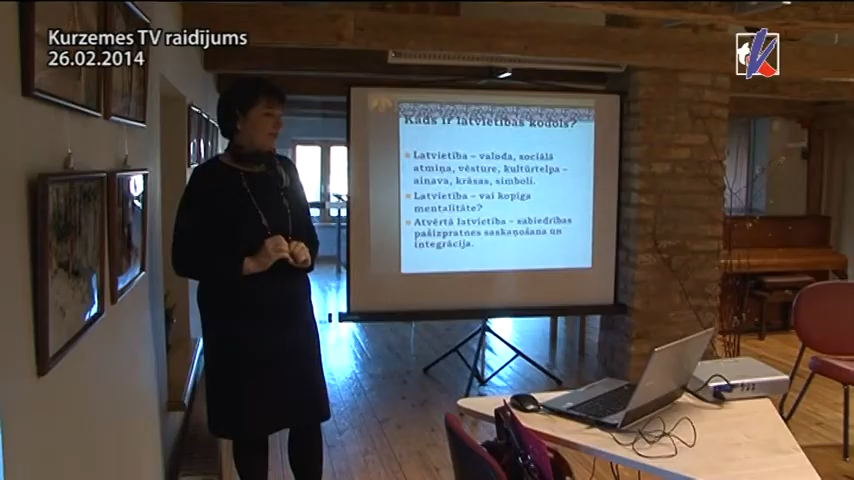 Kurzemes TV raidījums
26.02.2014
Kāds ir latvietības kodols?
Latvietība – valoda, sociālā
atmiņa, vēsture, kultūrtelpa –
ainava, krāsas, simboli.
Latvietība – vai kopīga
mentalitāte?
Atvērtā latvietība – sabiedrības
pašizpratnes saskaņošana un
integrācija.